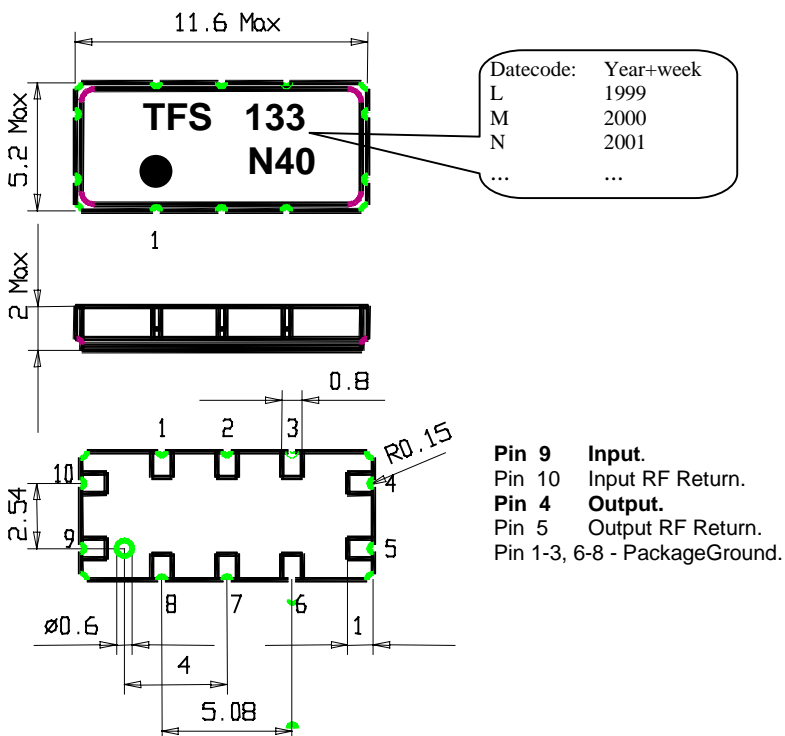 11.6 Max
5.2 Max
TFS 133
N40
1
Datecode: Year+week
L 1999
M 2000
N 2001
... ...
2 Max
0.8
1 2 3
R0.15
10
4
2.54
9
5
8 7 6
ø0.6
1
4
5.08
Pin 9 Input.
Pin 10 Input RF Return.
Pin 4 Output.
Pin 5 Output RF Return.
Pin 1-3, 6-8 - PackageGround.